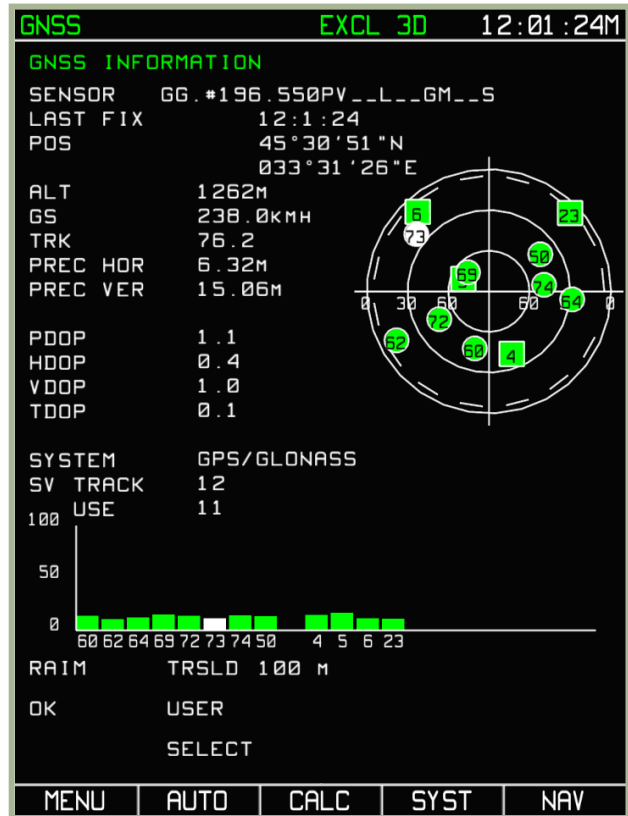 GNSS EXCL 3D 12:01:24M
GNSS INFORMATION
SENSOR GG.#196.550PV__L__GM__S
LAST FIX 12:1:24
POS 45°30'51"N
033°31'26"E
ALT 1262M
GS 238.0KMH
TRK 76.2
PREC HOR 6.32M
PREC VER 15.06M
PDOP 1.1
HDOP 0.4
VDOP 1.0
TDOP 0.1
6 23
73
50
69
74
0 30 60 60 64 0
72
62 60 4
SYSTEM GPS/GLONASS
SV TRACK 12
USE 11
100
50
0
60 62 64 69 72 73 74 50 4 5 6 23
RAIM TRSLD 100 M
OK USER
SELECT
MENU AUTO CALC SYST NAV